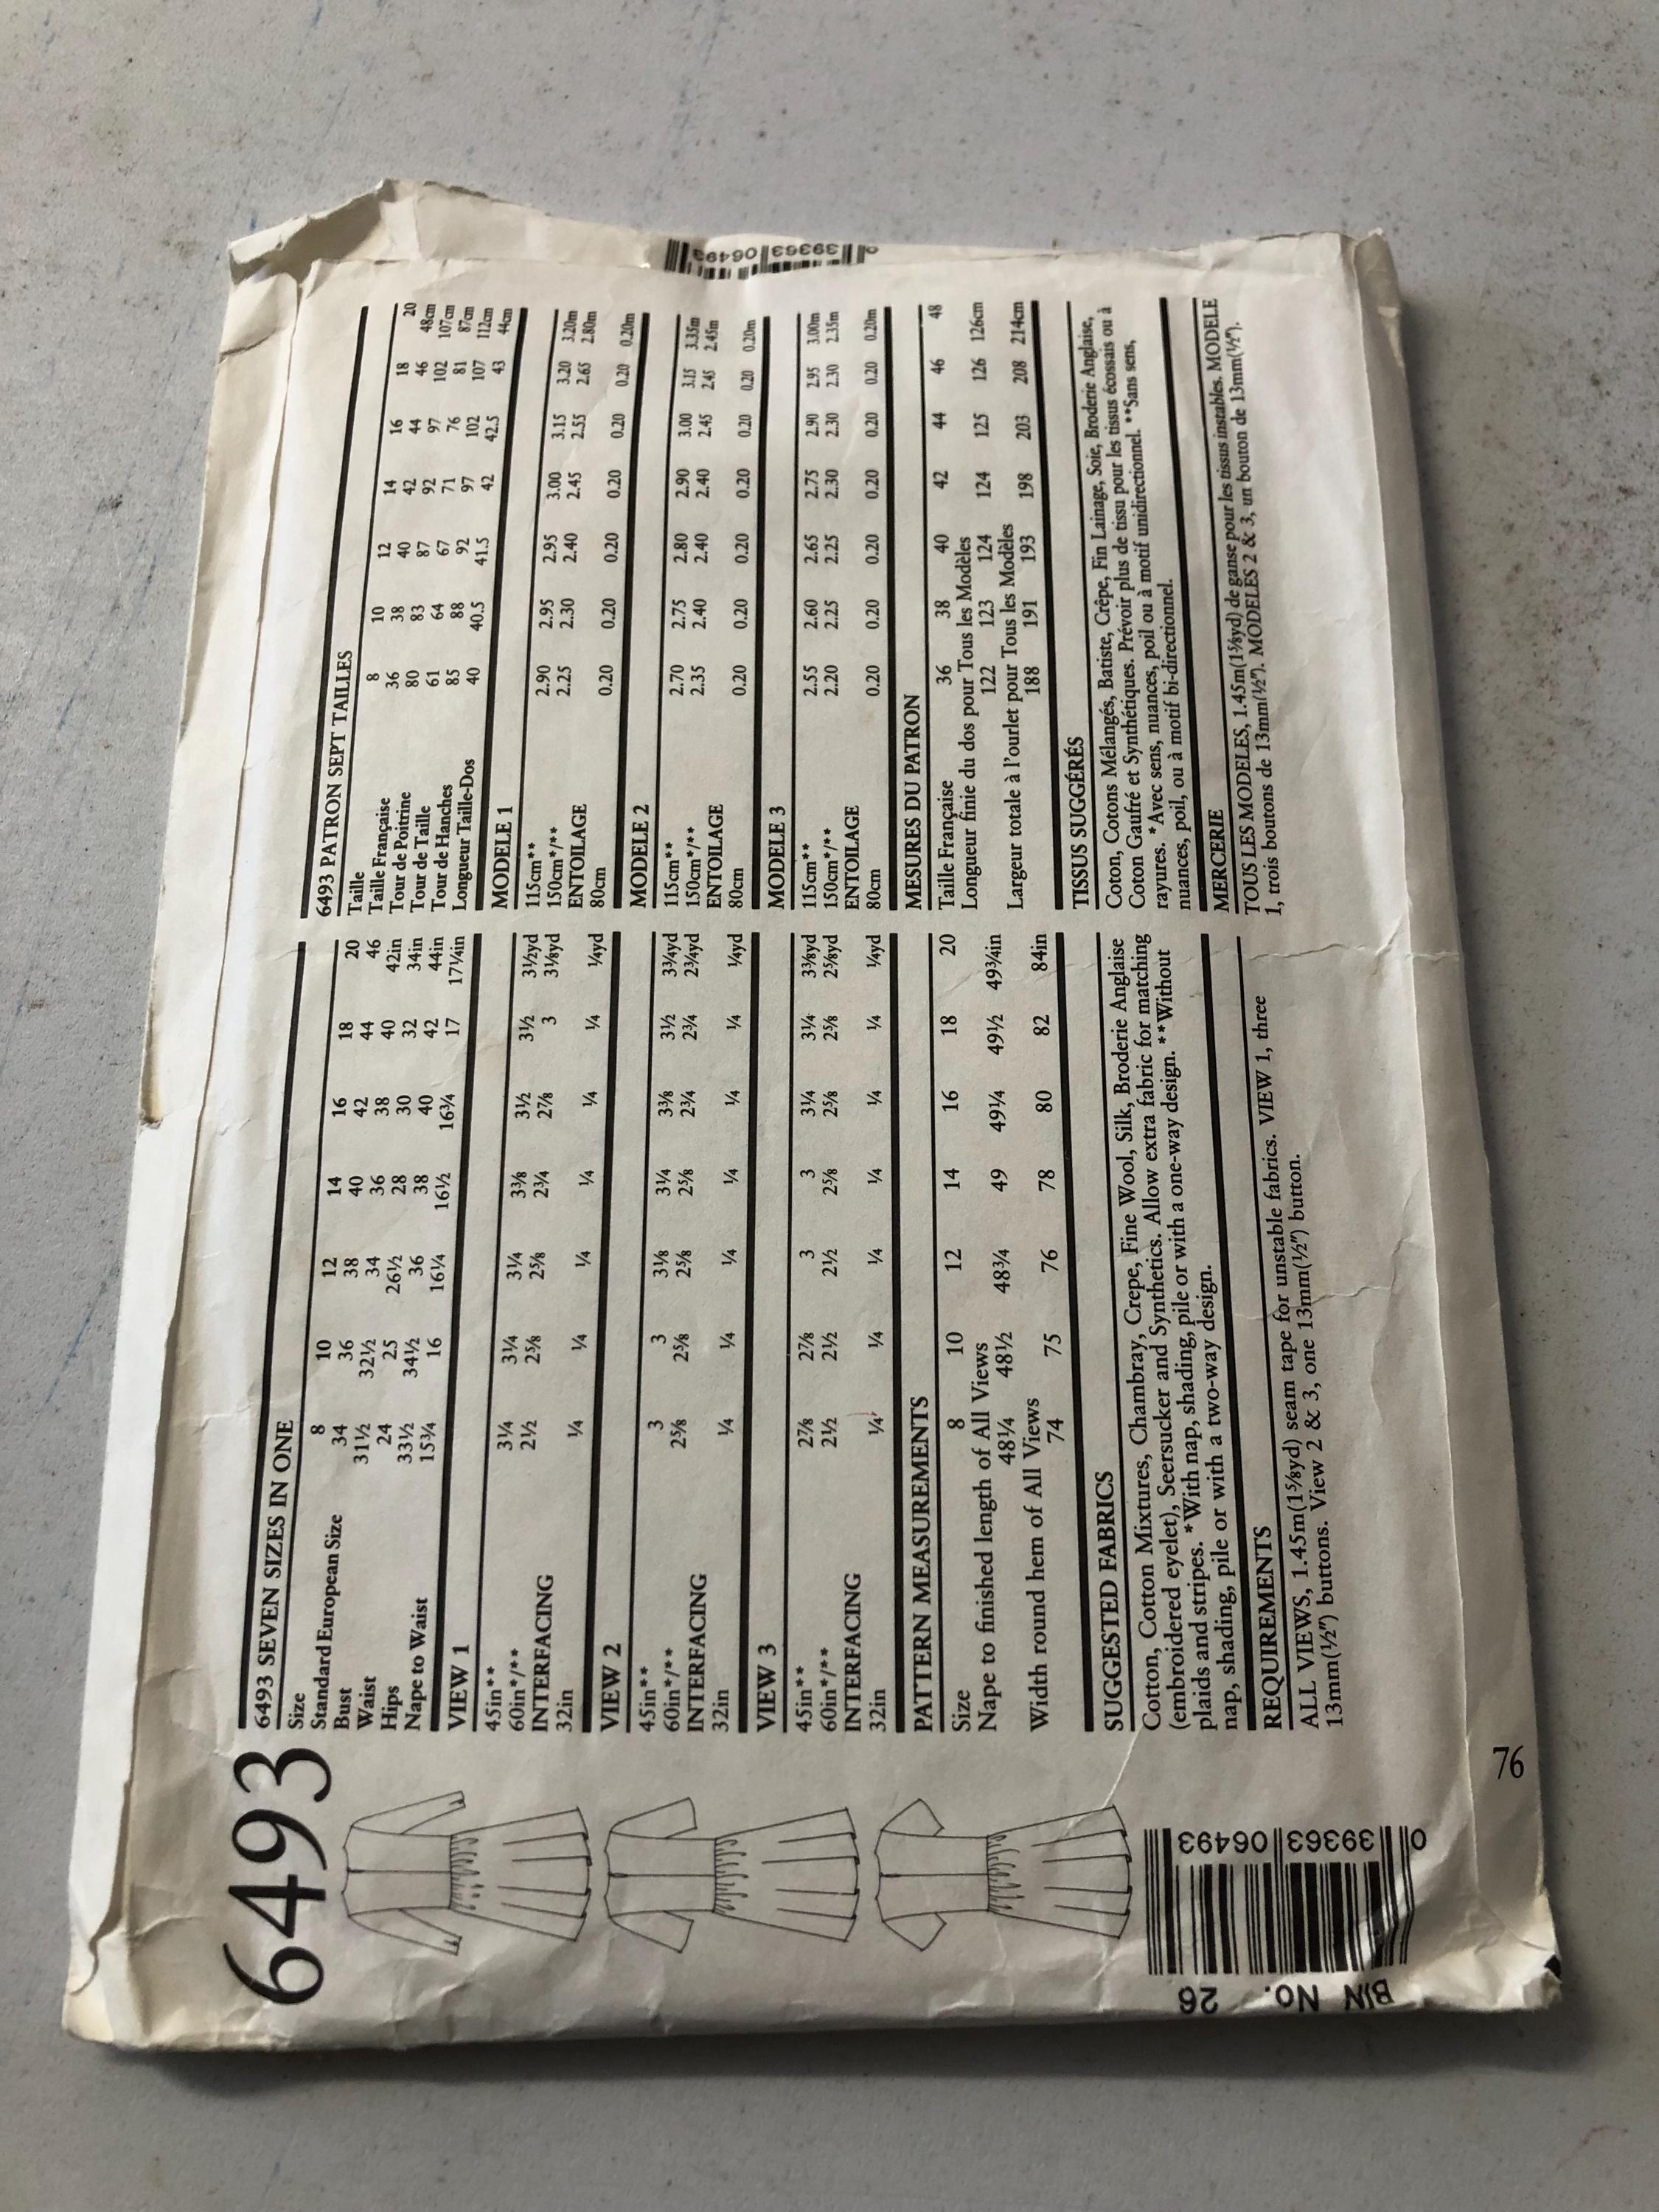 6493
6493 SEVEN SIZES IN ONE
Size 8 10 12 14 16 18 20
Standard European Size 34 36 38 40 42 44 46
Bust 31½ 32½ 34 36 38 40 42in
Waist 24 25 26½ 28 30 32 34in
Hips 33½ 34½ 36 38 40 42 44in
Nape to Waist 15¾ 16 16¼ 16½ 16¾ 17 17¼in
VIEW 1
45in** 3¼ 3¼ 3¼ 3⅜ 3½ 3½ 3½yd
60in*/** 2½ 2⅝ 2⅝ 2¾ 2⅞ 3 3⅛yd
INTERFACING
32in ¼ ¼ ¼ ¼ ¼ ¼ ¼yd
VIEW 2
45in** 3 3 3⅛ 3¼ 3⅜ 3½ 3¾yd
60in*/** 2⅝ 2⅝ 2⅝ 2⅝ 2¾ 2¾ 2¾yd
INTERFACING
32in ¼ ¼ ¼ ¼ ¼ ¼ ¼yd
VIEW 3
45in** 2⅞ 2⅞ 3 3 3¼ 3¼ 3⅜yd
60in*/** 2½ 2½ 2½ 2⅝ 2⅝ 2⅝ 2⅝yd
INTERFACING
32in ¼ ¼ ¼ ¼ ¼ ¼ ¼yd
PATTERN MEASUREMENTS
Size 8 10 12 14 16 18 20
Nape to finished length of All Views
48¼ 48½ 48¾ 49 49¼ 49½ 49¾in
Width round hem of All Views
74 75 76 78 80 82 84in
SUGGESTED FABRICS
Cotton, Cotton Mixtures, Chambray, Crepe, Fine Wool, Silk, Broderie Anglaise
(embroidered eyelet), Seersucker and Synthetics. Allow extra fabric for matching
plaids and stripes. *With nap, shading, pile or with a one-way design. **Without
nap, shading, pile or with a two-way design.
REQUIREMENTS
ALL VIEWS, 1.45m(1⅝yd) seam tape for unstable fabrics. VIEW 1, three
13mm(½") buttons. View 2 & 3, one 13mm(½") button.
6493 PATRON SEPT TAILLES
Taille 8 10 12 14 16 18 20
Taille Française 36 38 40 42 44 46 48cm
Tour de Poitrine 80 83 87 92 97 102 107cm
Tour de Taille 61 64 67 71 76 81 87cm
Tour de Hanches 85 88 92 97 102 107 112cm
Longueur Taille-Dos 40 40.5 41.5 42 42.5 43 44cm
MODELE 1
115cm** 2.90 2.95 2.95 3.00 3.15 3.20 3.20m
150cm*/** 2.25 2.30 2.40 2.45 2.55 2.65 2.80m
ENTOILAGE
80cm 0.20 0.20 0.20 0.20 0.20 0.20 0.20m
MODELE 2
115cm** 2.70 2.75 2.80 2.90 3.00 3.15 3.35m
150cm*/** 2.35 2.40 2.40 2.40 2.45 2.45 2.45m
ENTOILAGE
80cm 0.20 0.20 0.20 0.20 0.20 0.20 0.20m
MODELE 3
115cm** 2.55 2.60 2.65 2.75 2.90 2.95 3.00m
150cm*/** 2.20 2.25 2.25 2.30 2.30 2.30 2.35m
ENTOILAGE
80cm 0.20 0.20 0.20 0.20 0.20 0.20 0.20m
MESURES DU PATRON
Taille Française 36 38 40 42 44 46 48
Longueur finie du dos pour Tous les Modèles
122 123 124 124 125 126 126cm
Largeur totale à l'ourlet pour Tous les Modèles
188 191 193 198 203 208 214cm
TISSUS SUGGÉRÉS
Coton, Cotons Mélangés, Batiste, Crêpe, Fin Lainage, Soie, Broderie Anglaise,
Coton Gaufré et Synthétiques. Prévoir plus de tissu pour les tissus écossais ou à
rayures. *Avec sens, nuances, poil ou à motif unidirectionnel. **Sans sens,
nuances, poil, ou à motif bi-directionnel.
MERCERIE
TOUS LES MODELES, 1.45m(1⅝yd) de ganse pour les tissus instables. MODELE
1, trois boutons de 13mm(½"). MODELES 2 & 3, un bouton de 13mm(½").
0 39363 06493
BIN No. 26
76
0 39363 06493